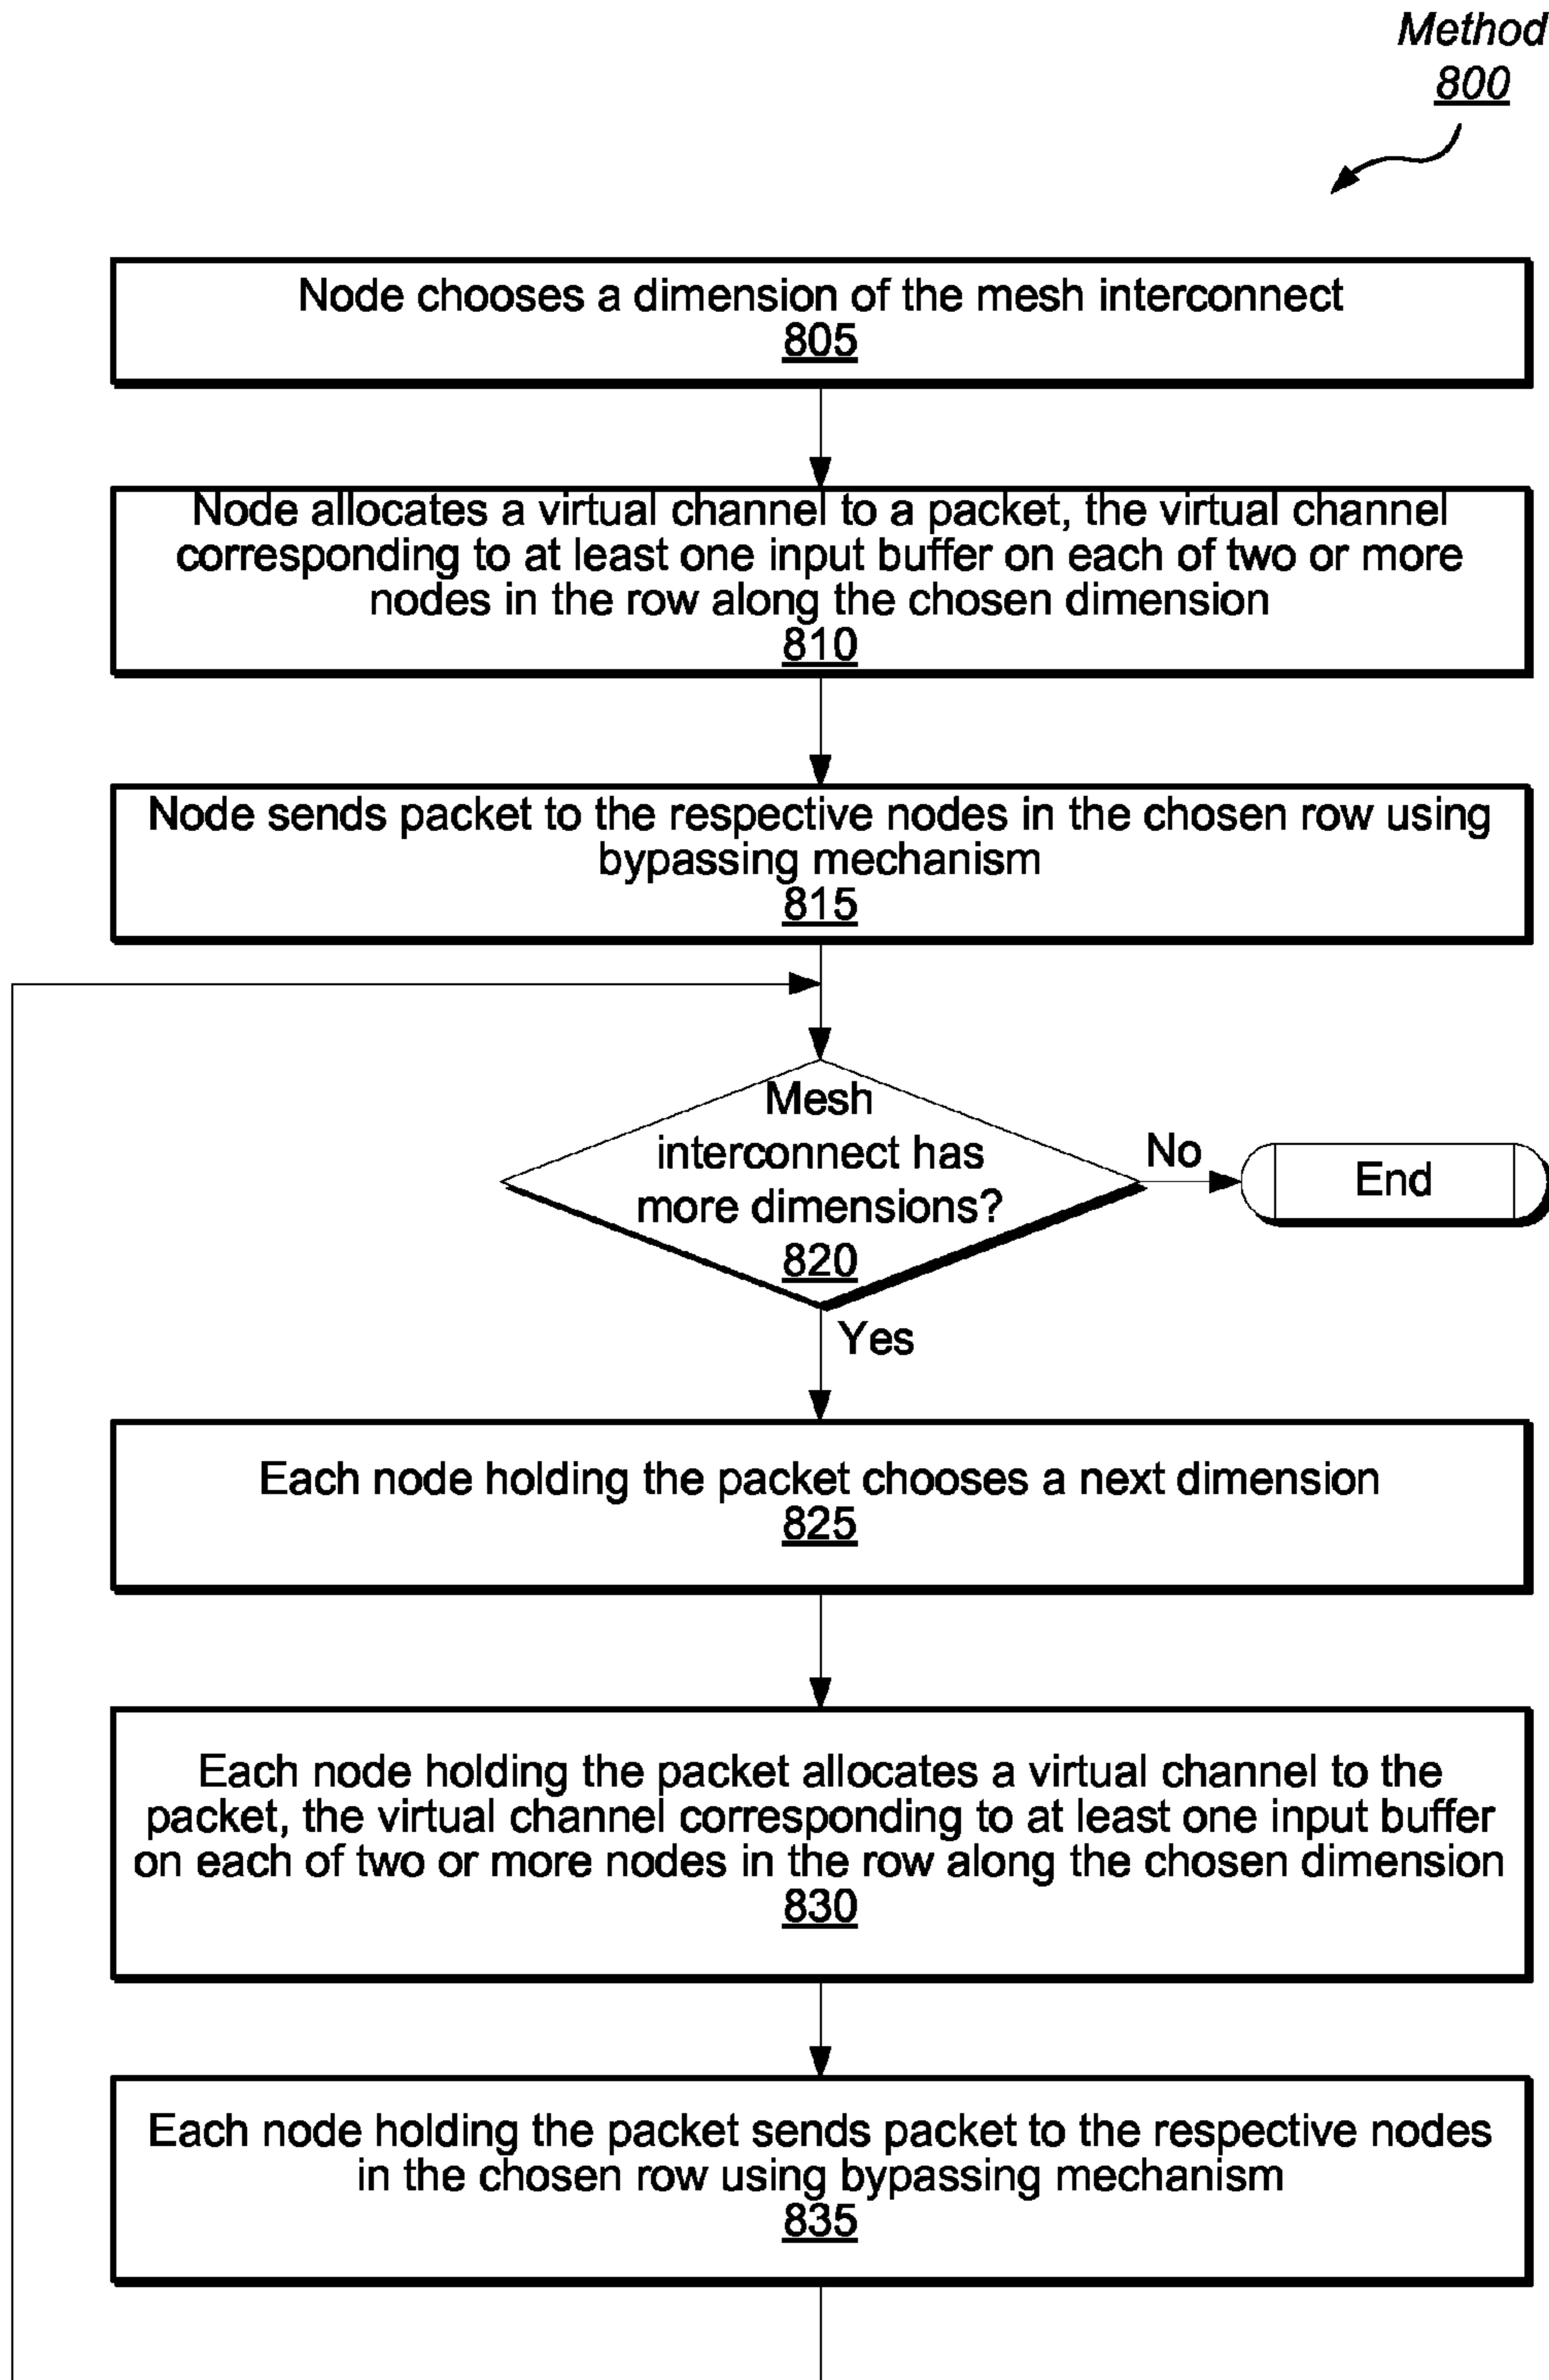 Method
800
Node chooses a dimension of the mesh interconnect
805
Node allocates a virtual channel to a packet, the virtual channel
corresponding to at least one input buffer on each of two or more
nodes in the row along the chosen dimension
810
Node sends packet to the respective nodes in the chosen row using
bypassing mechanism
815
Mesh
interconnect has
more dimensions?
820
No
End
Yes
Each node holding the packet chooses a next dimension
825
Each node holding the packet allocates a virtual channel to the
packet, the virtual channel corresponding to at least one input buffer
on each of two or more nodes in the row along the chosen dimension
830
Each node holding the packet sends packet to the respective nodes
in the chosen row using bypassing mechanism
835